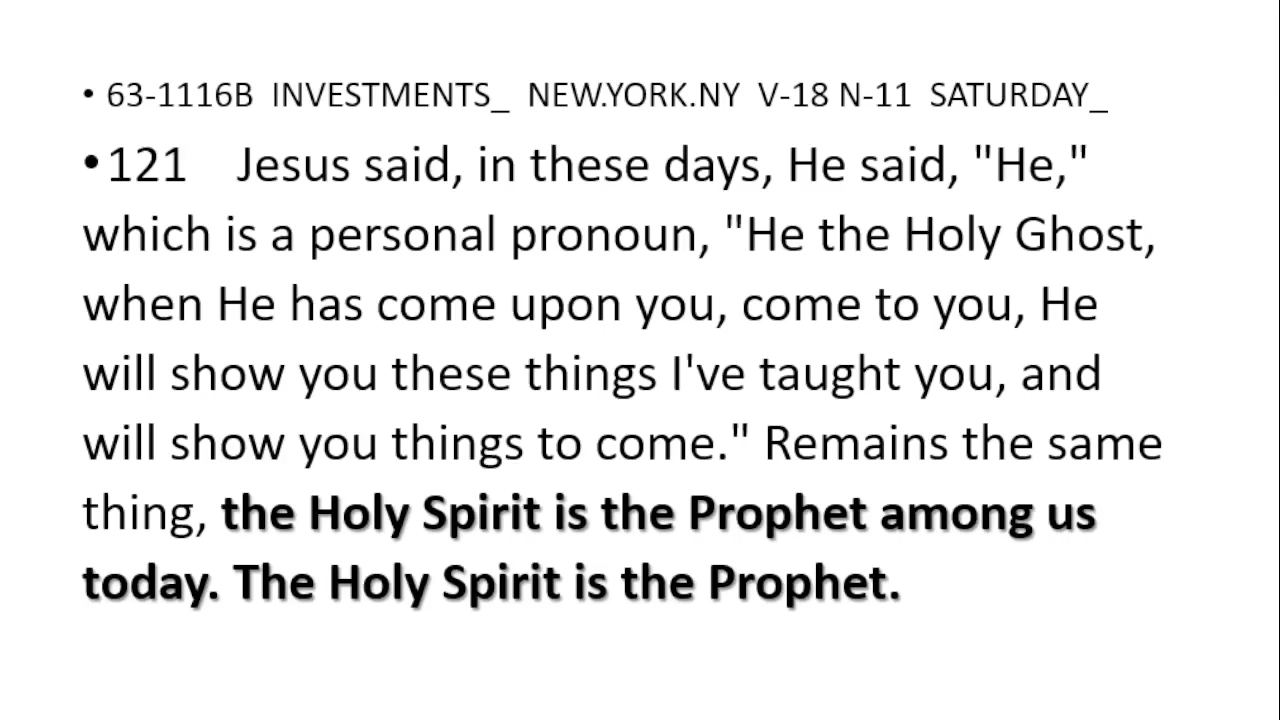 • 63-1116B  INVESTMENTS_  NEW.YORK.NY  V-18 N-11  SATURDAY_
• 121    Jesus said, in these days, He said, "He,"
which is a personal pronoun, "He the Holy Ghost,
when He has come upon you, come to you, He
will show you these things I've taught you, and
will show you things to come." Remains the same
thing, the Holy Spirit is the Prophet among us
today. The Holy Spirit is the Prophet.